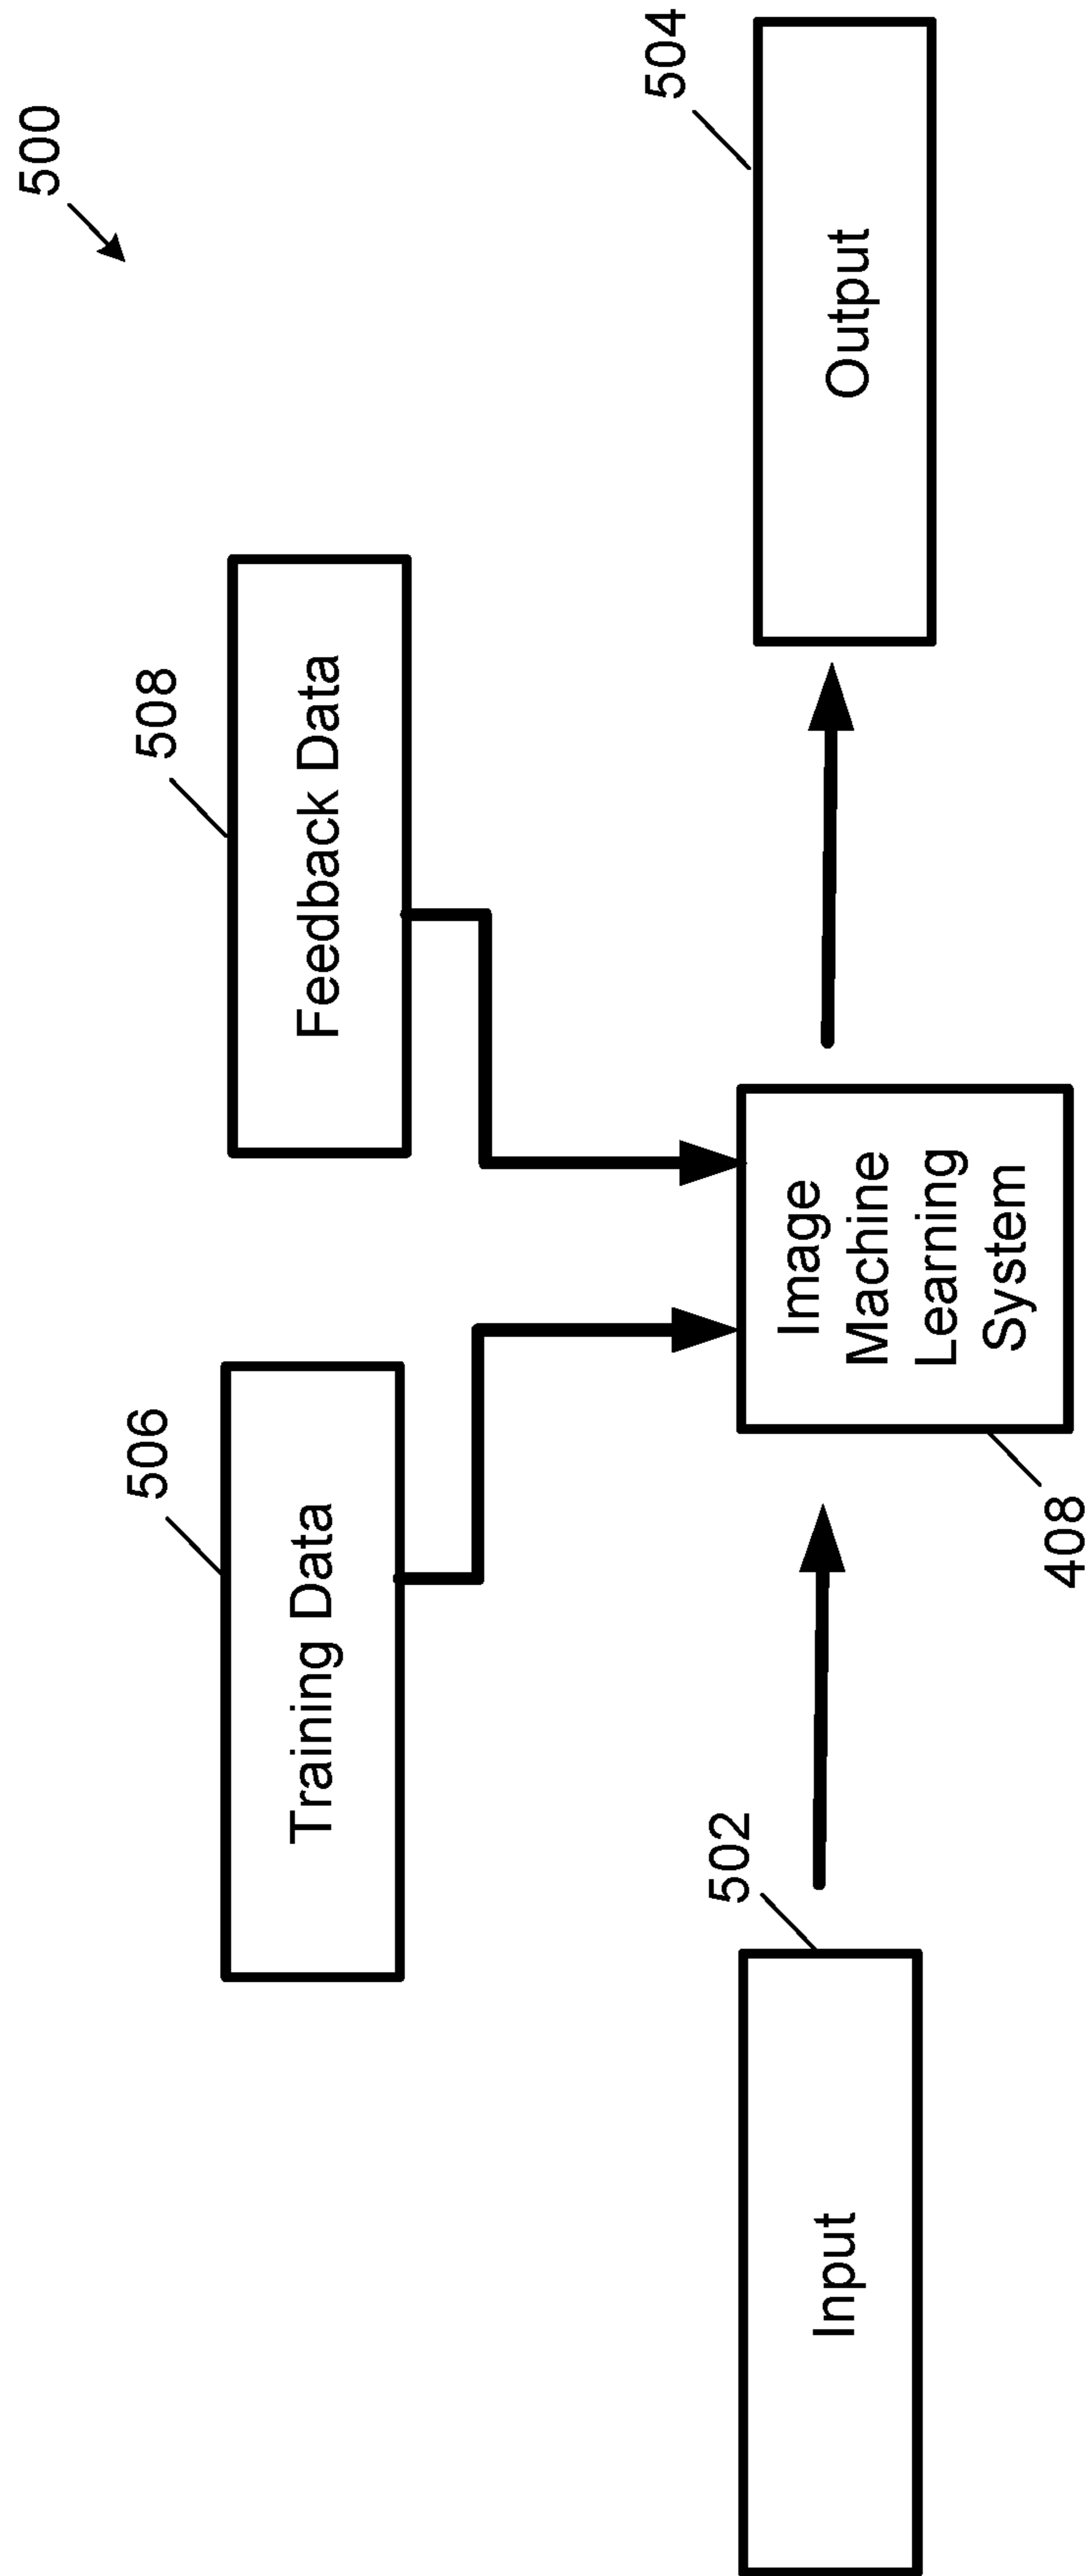 500
506
508
Training Data
Feedback Data
502
504
Input
Image
Machine
Learning
System
Output
408